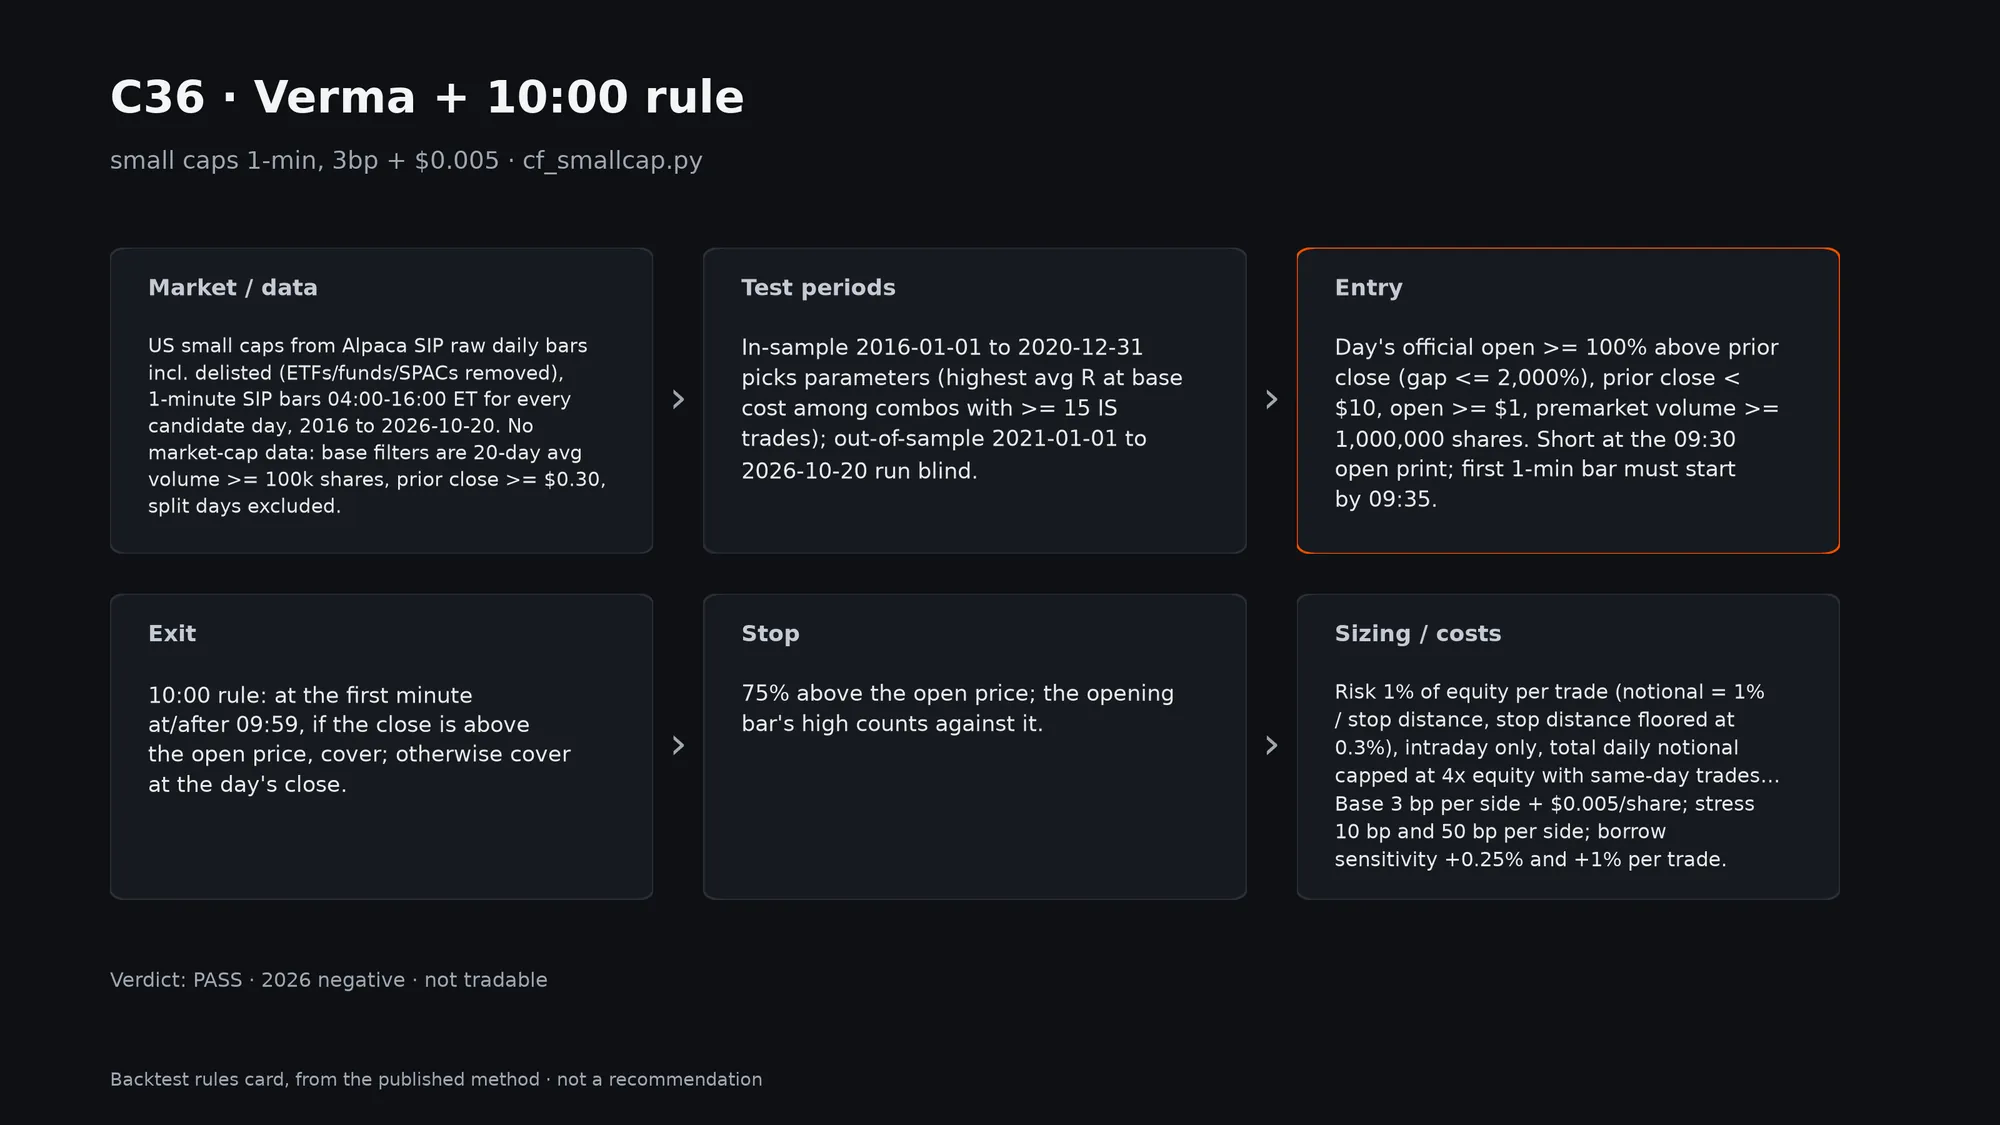 C36 · Verma + 10:00 rule
small caps 1-min, 3bp + $0.005 · cf_smallcap.py
Market / data
US small caps from Alpaca SIP raw daily bars
incl. delisted (ETFs/funds/SPACs removed),
1-minute SIP bars 04:00-16:00 ET for every
candidate day, 2016 to 2026-10-20. No
market-cap data: base filters are 20-day avg
volume >= 100k shares, prior close >= $0.30,
split days excluded.
›
Test periods
In-sample 2016-01-01 to 2020-12-31
picks parameters (highest avg R at base
cost among combos with >= 15 IS
trades); out-of-sample 2021-01-01 to
2026-10-20 run blind.
›
Entry
Day's official open >= 100% above prior
close (gap <= 2,000%), prior close <
$10, open >= $1, premarket volume >=
1,000,000 shares. Short at the 09:30
open print; first 1-min bar must start
by 09:35.
Exit
10:00 rule: at the first minute
at/after 09:59, if the close is above
the open price, cover; otherwise cover
at the day's close.
›
Stop
75% above the open price; the opening
bar's high counts against it.
›
Sizing / costs
Risk 1% of equity per trade (notional = 1%
/ stop distance, stop distance floored at
0.3%), intraday only, total daily notional
capped at 4x equity with same-day trades…
Base 3 bp per side + $0.005/share; stress
10 bp and 50 bp per side; borrow
sensitivity +0.25% and +1% per trade.
Verdict: PASS · 2026 negative · not tradable
Backtest rules card, from the published method · not a recommendation